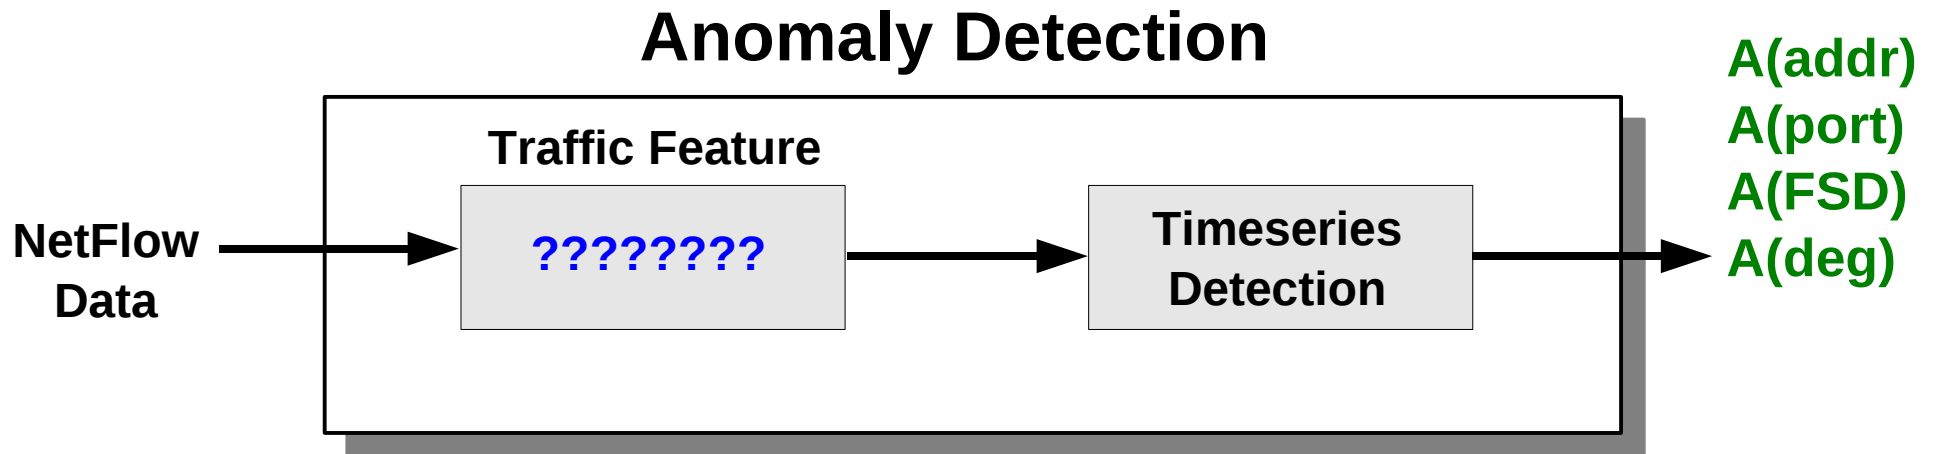 Anomaly Detection
NetFlow
Data
Traffic Feature
????????
Timeseries
Detection
A(addr)
A(port)
A(FSD)
A(deg)